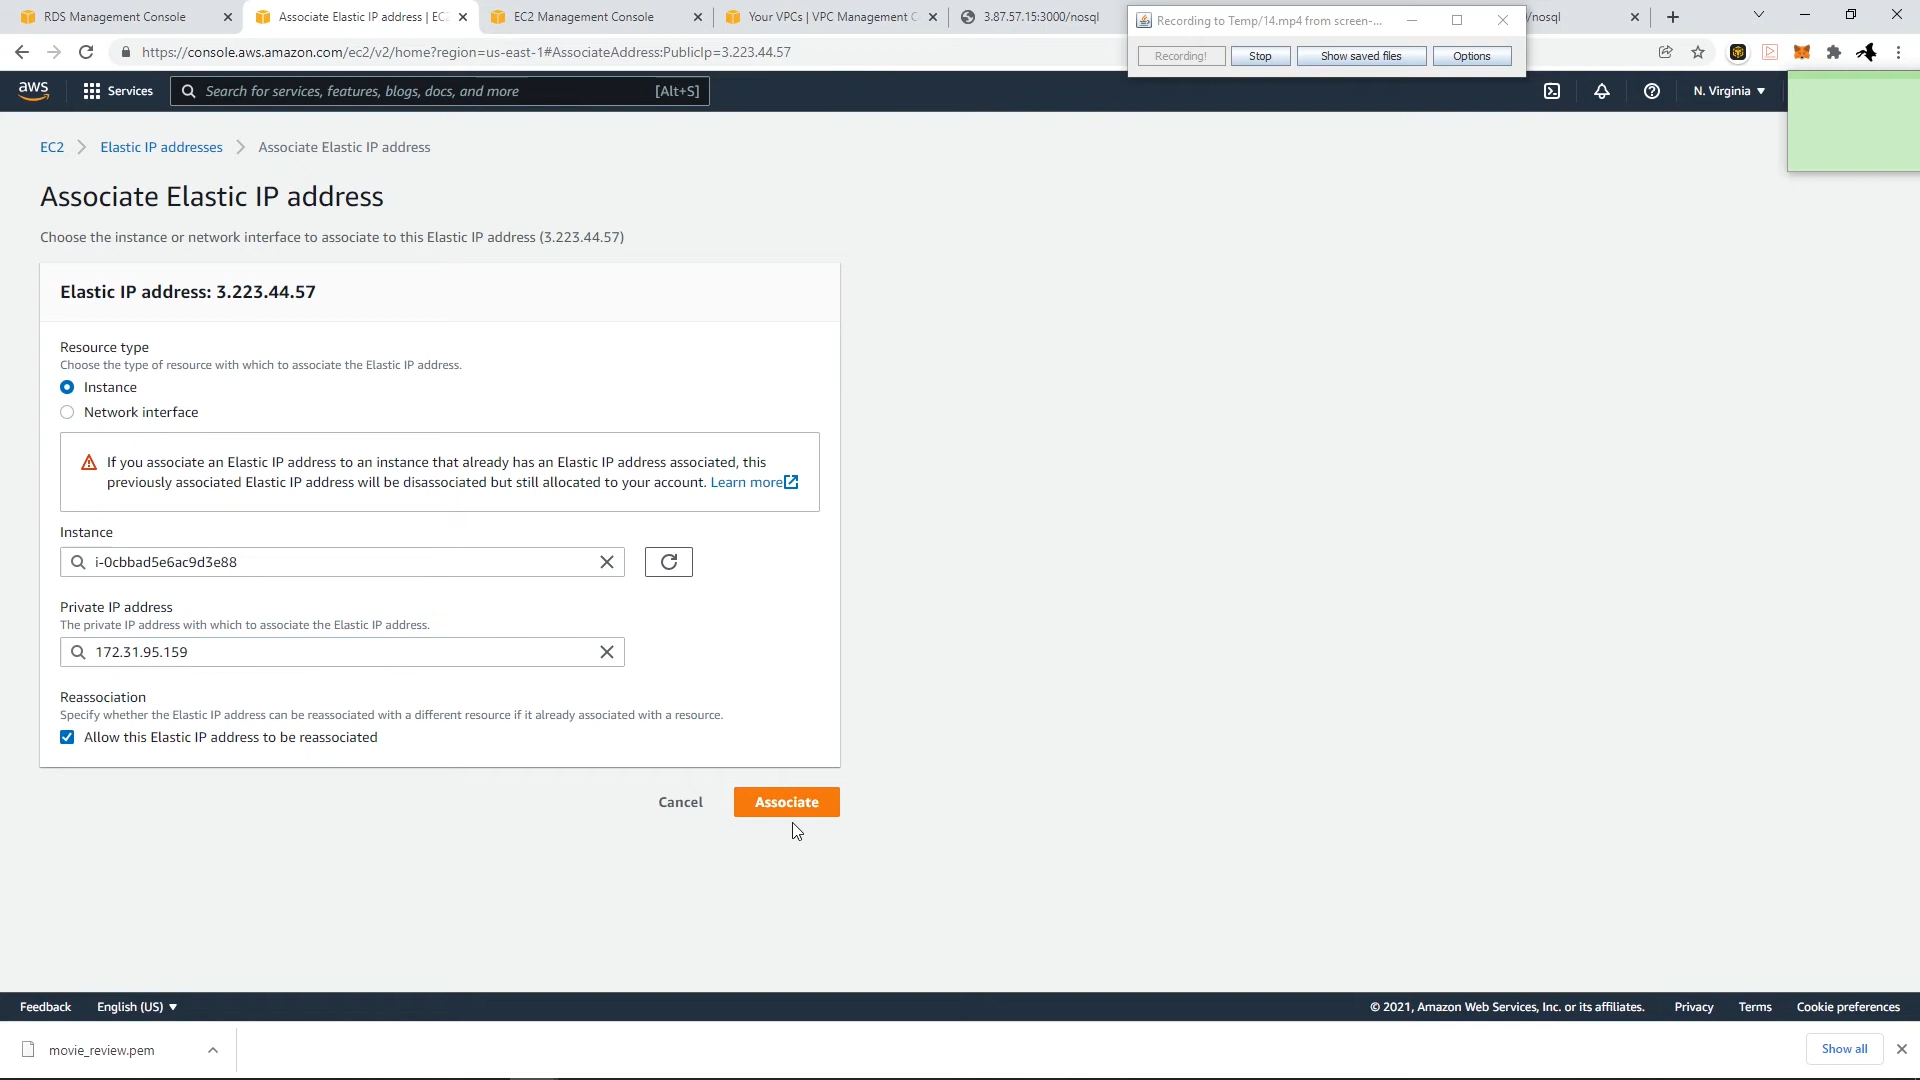 RDS Management Console
Associate Elastic IP address | EC2
EC2 Management Console
Your VPCs | VPC Management C
3.87.57.15:3000/nosql
/nosql
Recording to Temp/14.mp4 from screen-...
Recording!
Stop
Show saved files
Options
https://console.aws.amazon.com/ec2/v2/home?region=us-east-1#AssociateAddress:PublicIp=3.223.44.57
aws
Services
Search for services, features, blogs, docs, and more
[Alt+S]
N. Virginia
EC2
Elastic IP addresses
Associate Elastic IP address
Associate Elastic IP address
Choose the instance or network interface to associate to this Elastic IP address (3.223.44.57)
Elastic IP address: 3.223.44.57
Resource type
Choose the type of resource with which to associate the Elastic IP address.
Instance
Network interface
If you associate an Elastic IP address to an instance that already has an Elastic IP address associated, this
previously associated Elastic IP address will be disassociated but still allocated to your account. Learn more
Instance
i-0cbbad5e6ac9d3e88
Private IP address
The private IP address with which to associate the Elastic IP address.
172.31.95.159
Reassociation
Specify whether the Elastic IP address can be reassociated with a different resource if it already associated with a resource.
Allow this Elastic IP address to be reassociated
Cancel
Associate
Feedback
English (US)
© 2021, Amazon Web Services, Inc. or its affiliates.
Privacy
Terms
Cookie preferences
movie_review.pem
Show all